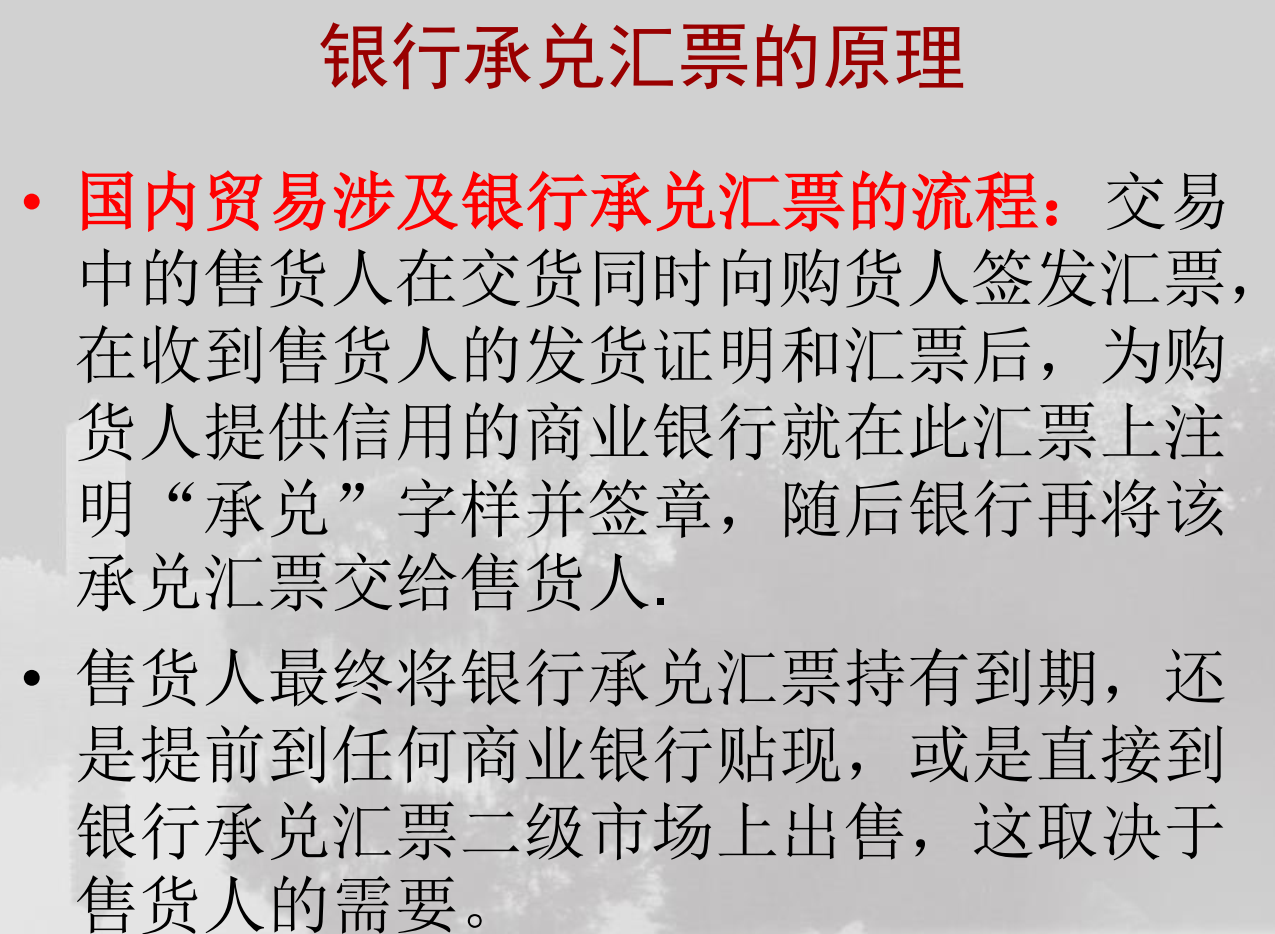 银行承兑汇票的原理
• 国内贸易涉及银行承兑汇票的流程：交易
中的售货人在交货同时向购货人签发汇票，
在收到售货人的发货证明和汇票后，为购
货人提供信用的商业银行就在此汇票上注
明“承兑”字样并签章，随后银行再将该
承兑汇票交给售货人.
• 售货人最终将银行承兑汇票持有到期，还
是提前到任何商业银行贴现，或是直接到
银行承兑汇票二级市场上出售，这取决于
售货人的需要。